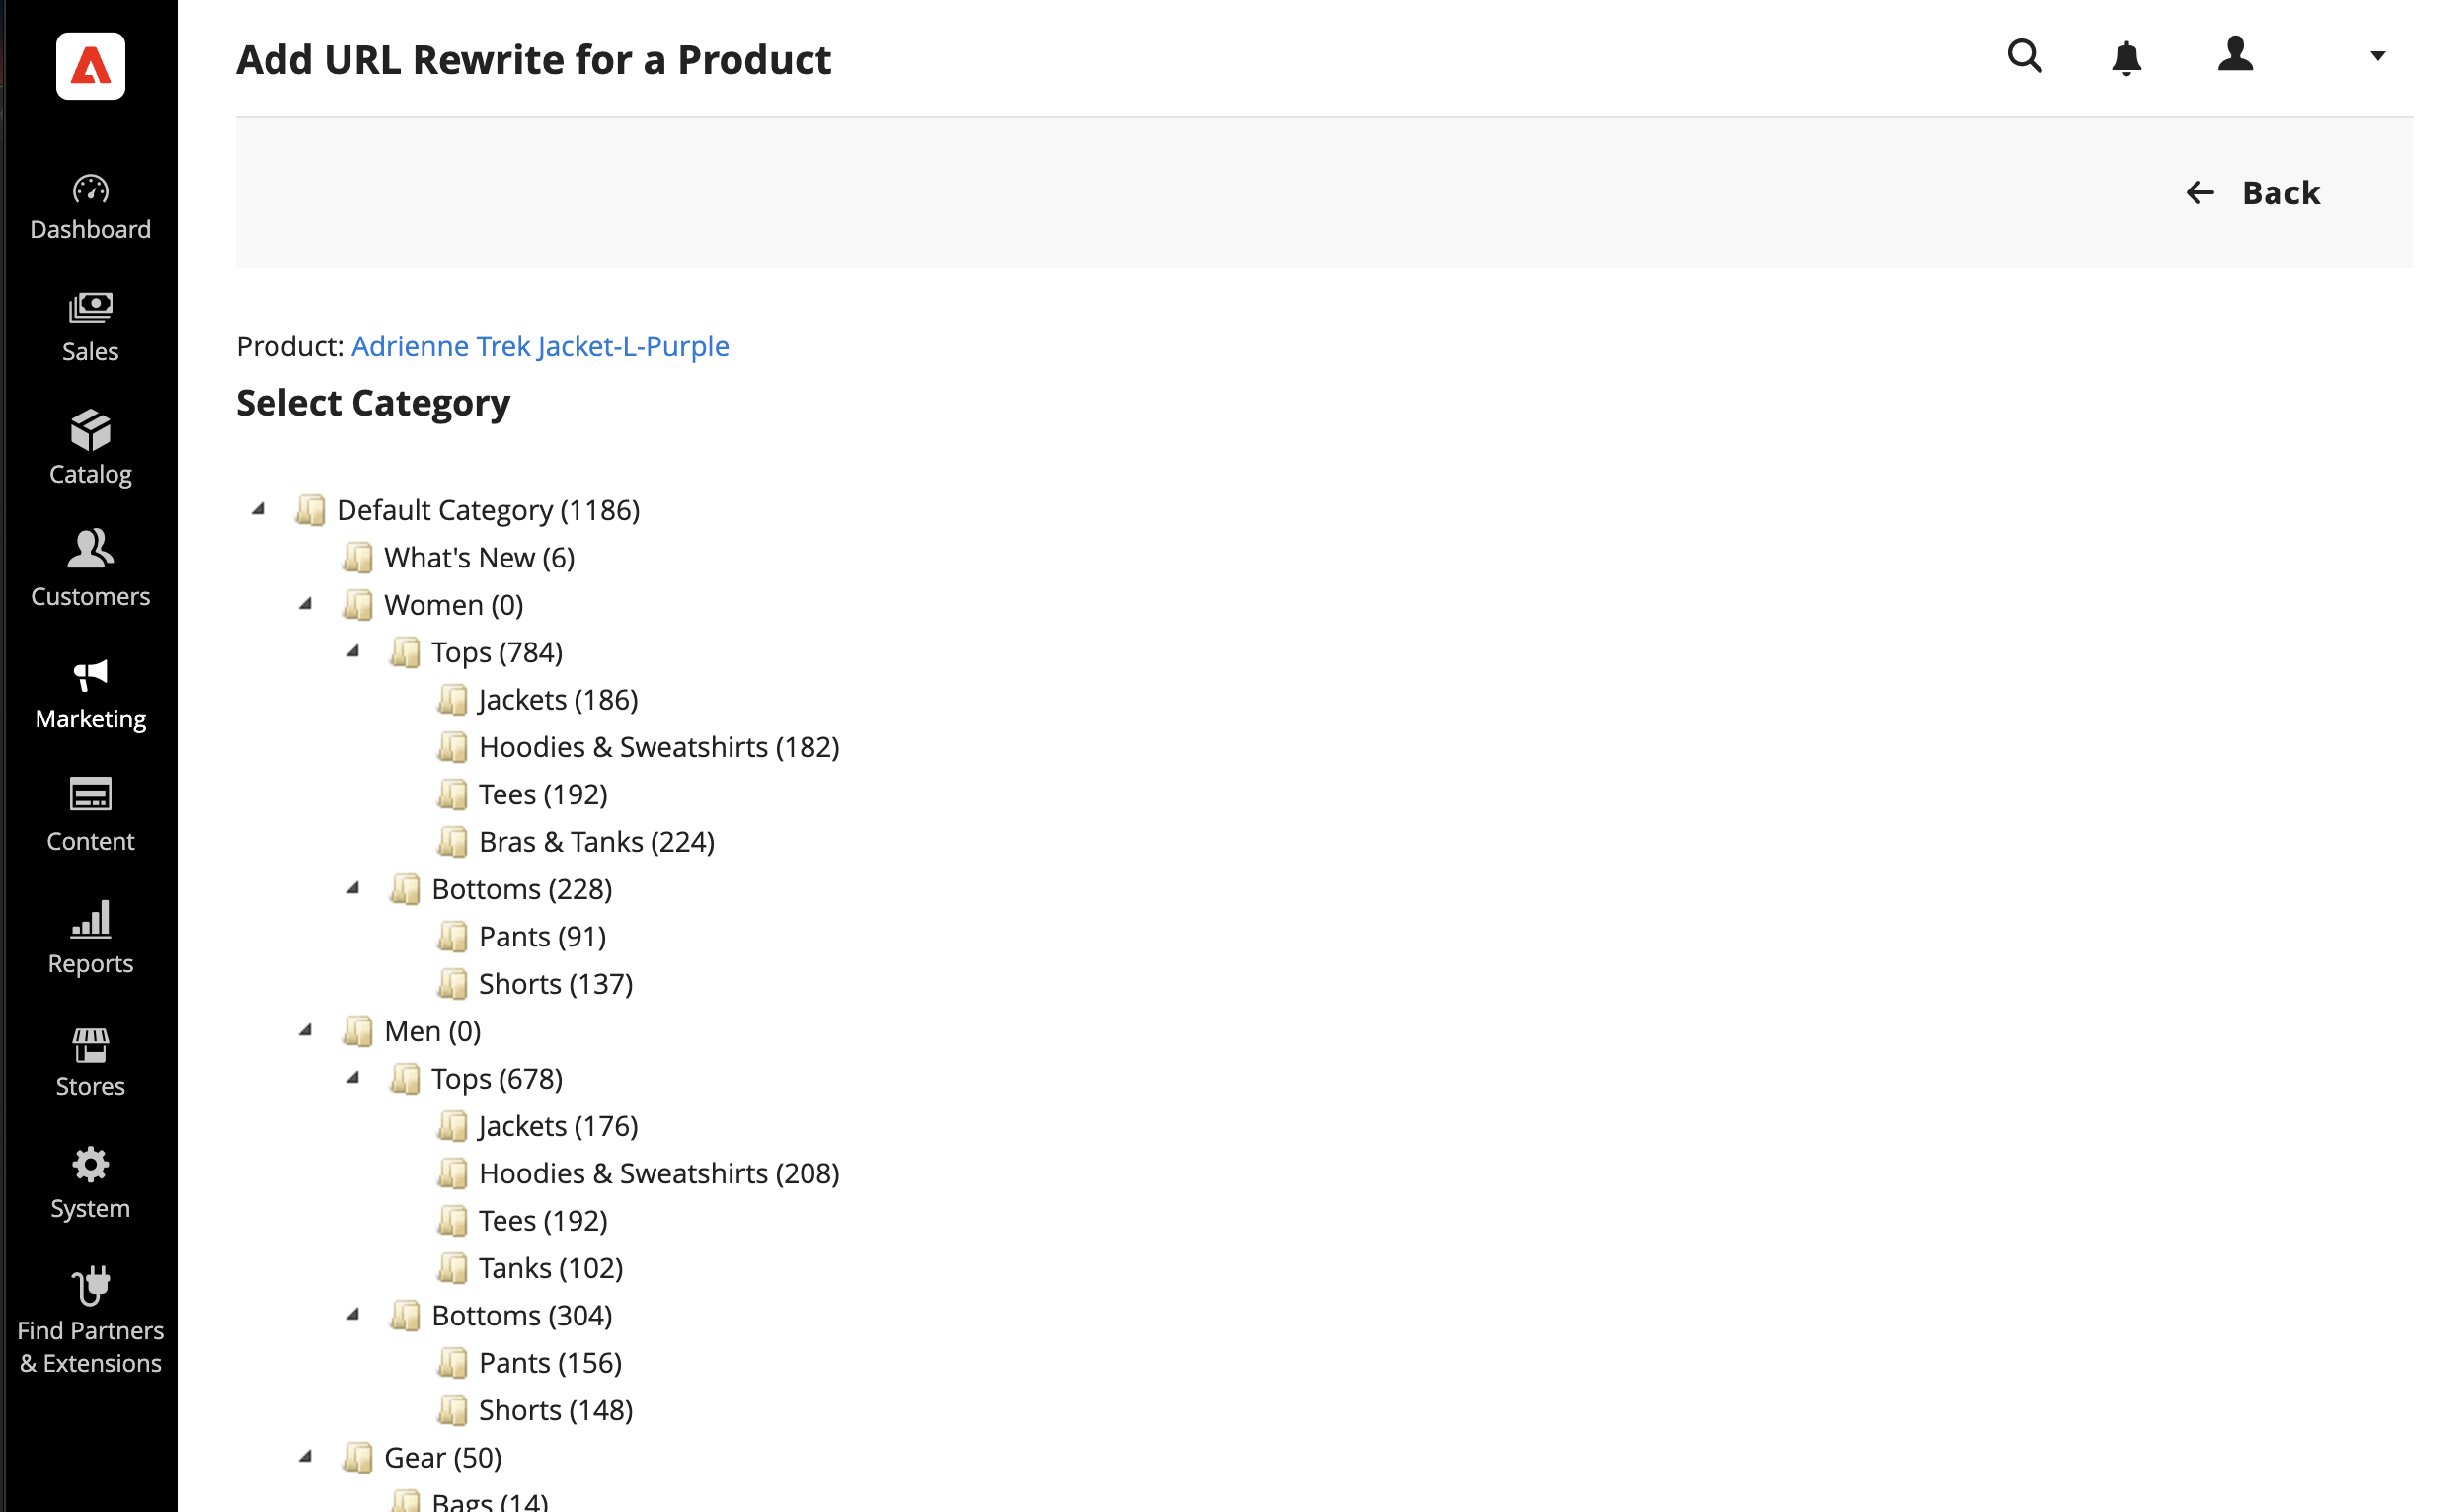 Add URL Rewrite for a Product
Dashboard
Sales
Catalog
Customers
Marketing
Content
Reports
Stores
System
Find Partners
& Extensions
Back
Product: Adrienne Trek Jacket-L-Purple
Select Category
Default Category (1186)
What's New (6)
Women (0)
Tops (784)
Jackets (186)
Hoodies & Sweatshirts (182)
Tees (192)
Bras & Tanks (224)
Bottoms (228)
Pants (91)
Shorts (137)
Men (0)
Tops (678)
Jackets (176)
Hoodies & Sweatshirts (208)
Tees (192)
Tanks (102)
Bottoms (304)
Pants (156)
Shorts (148)
Gear (50)
Bags (14)